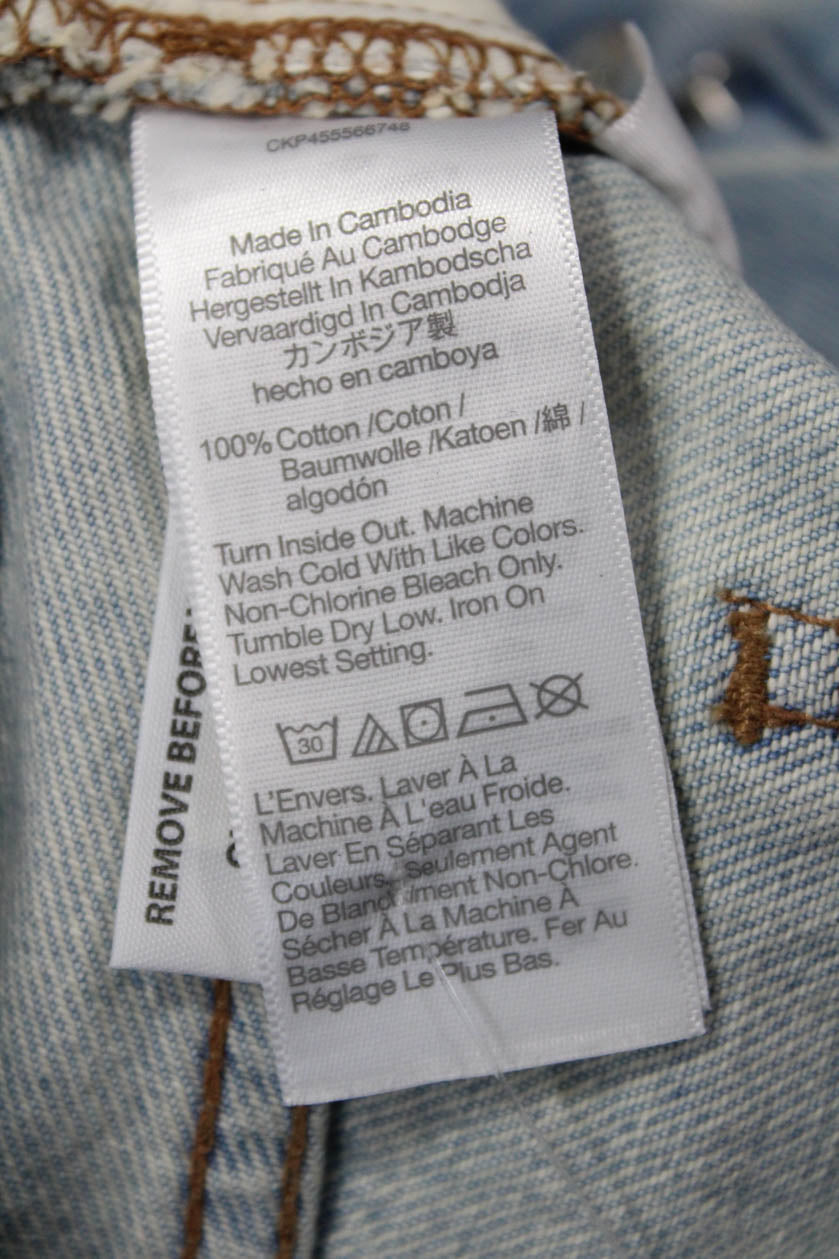 CKP455566748
Made In Cambodia
Fabriqué Au Cambodge
Hergestellt In Kambodscha
Vervaardigd In Cambodja
カンボジア製
hecho en camboya
100% Cotton /Coton /
Baumwolle /Katoen /綿 /
algodón
Turn Inside Out. Machine
Wash Cold With Like Colors.
Non-Chlorine Bleach Only.
Tumble Dry Low. Iron On
Lowest Setting.
30
L'Envers. Laver À La
Machine À L'eau Froide.
Laver En Séparant Les
Couleurs. Seulement Agent
De Blanchiment Non-Chlore.
Sécher À La Machine À
Basse Température. Fer Au
Réglage Le Plus Bas.
REMOVE BEFORE